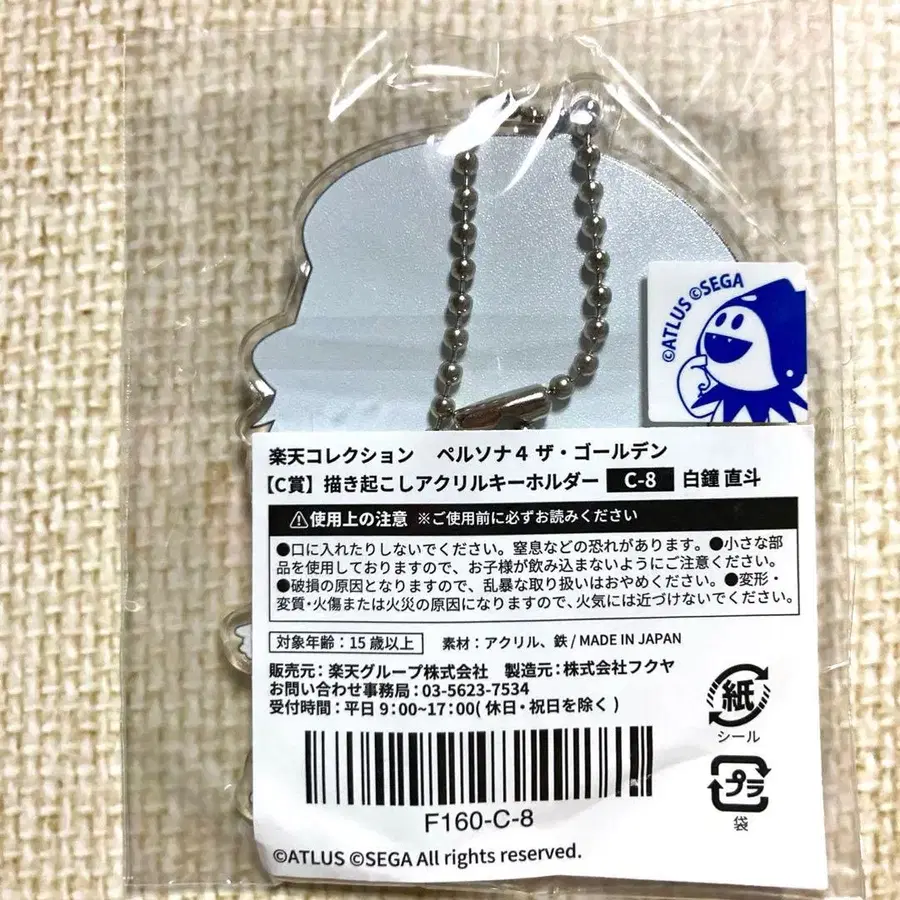 ©ATLUS ©SEGA
楽天コレクション　ペルソナ4 ザ・ゴールデン
【C賞】描き起こしアクリルキーホルダー C-8 白鐘 直斗
⚠使用上の注意 ※ご使用前に必ずお読みください
●口に入れたりしないでください。窒息などの恐れがあります。●小さな部
品を使用しておりますので、お子様が飲み込まないようにご注意ください。
●破損の原因となりますので、乱暴な取り扱いはおやめください。●変形・
変質・火傷または火災の原因になりますので、火気には近づけないでください。
対象年齢：15歳以上 素材：アクリル、鉄 / MADE IN JAPAN
販売元：楽天グループ株式会社　製造元：株式会社フクヤ
お問い合わせ事務局：03-5623-7534
受付時間：平日 9：00~17：00( 休日・祝日を除く )
紙
シール
プラ
袋
F160-C-8
©ATLUS ©SEGA All rights reserved.